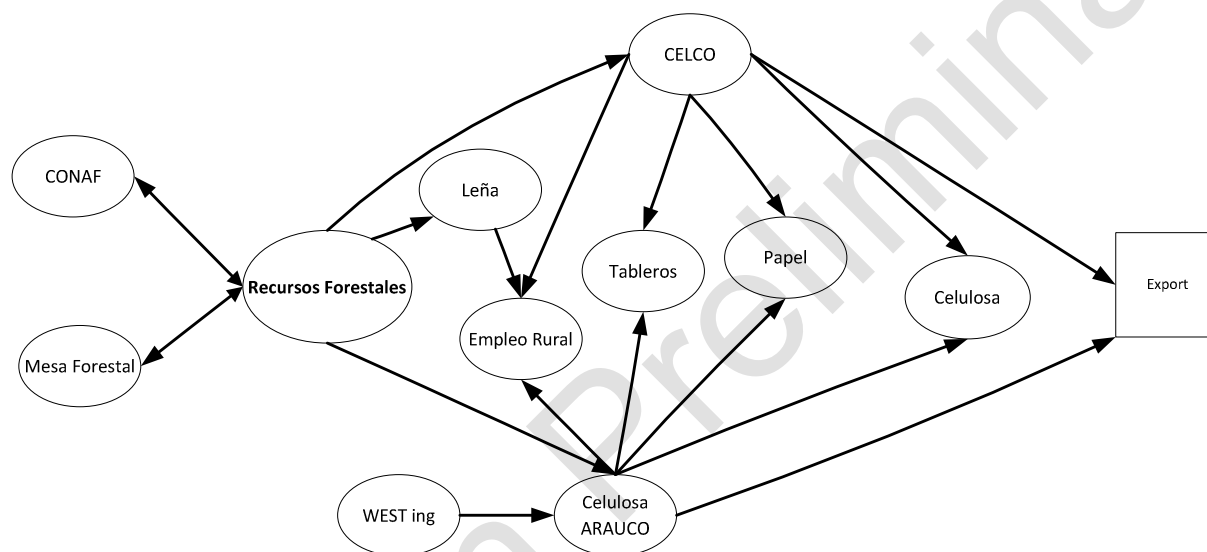 CELCO
CONAF
Leña
Recursos Forestales
Tableros
Papel
Celulosa
Export
Empleo Rural
Mesa Forestal
WEST ing
Celulosa
ARAUCO